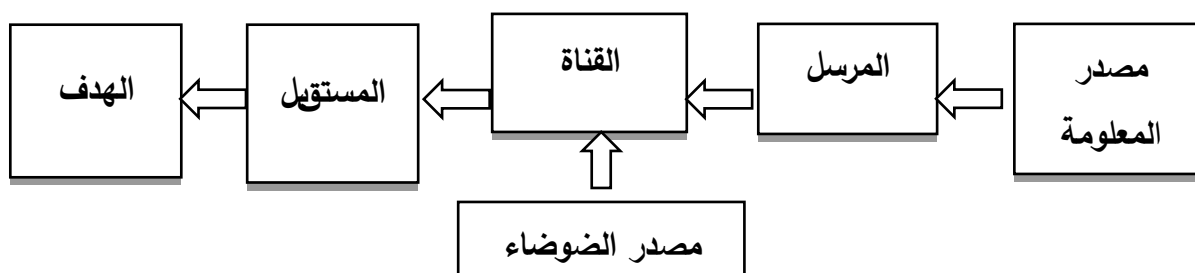 مصدر
المعلومة
المرسل
القناة
المستقبل
الهدف
مصدر الضوضاء